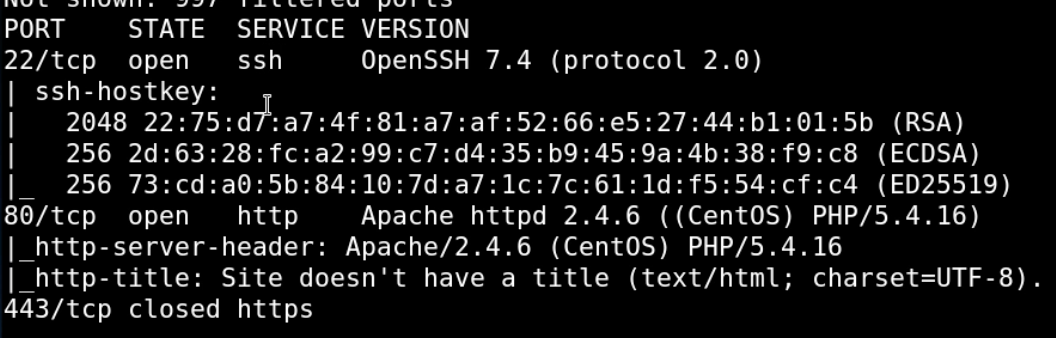 Not shown: 997 filtered ports
PORT    STATE  SERVICE VERSION
22/tcp  open   ssh     OpenSSH 7.4 (protocol 2.0)
| ssh-hostkey:
|   2048 22:75:d7:a7:4f:81:a7:af:52:66:e5:27:44:b1:01:5b (RSA)
|   256 2d:63:28:fc:a2:99:c7:d4:35:b9:45:9a:4b:38:f9:c8 (ECDSA)
|_  256 73:cd:a0:5b:84:10:7d:a7:1c:7c:61:1d:f5:54:cf:c4 (ED25519)
80/tcp  open   http    Apache httpd 2.4.6 ((CentOS) PHP/5.4.16)
|_http-server-header: Apache/2.4.6 (CentOS) PHP/5.4.16
|_http-title: Site doesn't have a title (text/html; charset=UTF-8).
443/tcp closed https